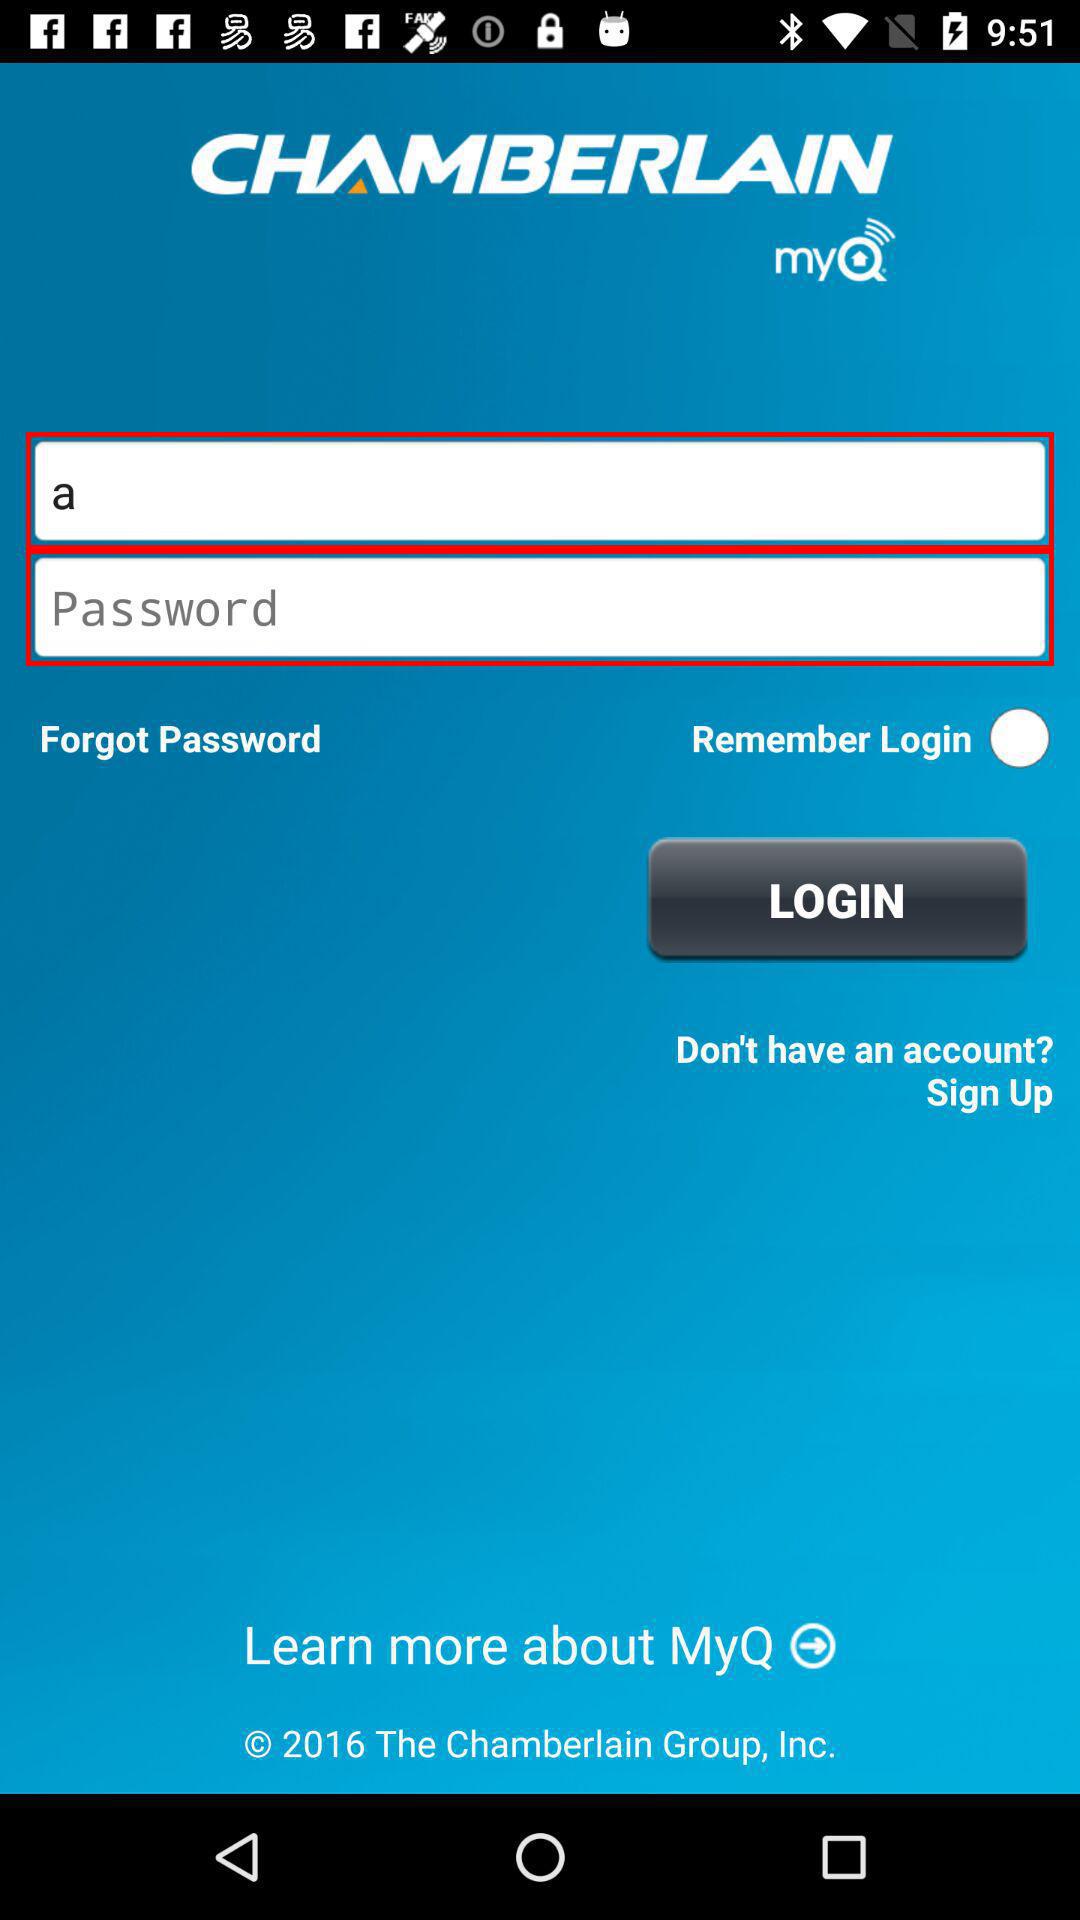 FAKE
9:51
CHAMBERLAIN
myQ
a
Password
Forgot Password
Remember Login
LOGIN
Don't have an account?
Sign Up
Learn more about MyQ
© 2016 The Chamberlain Group, Inc.